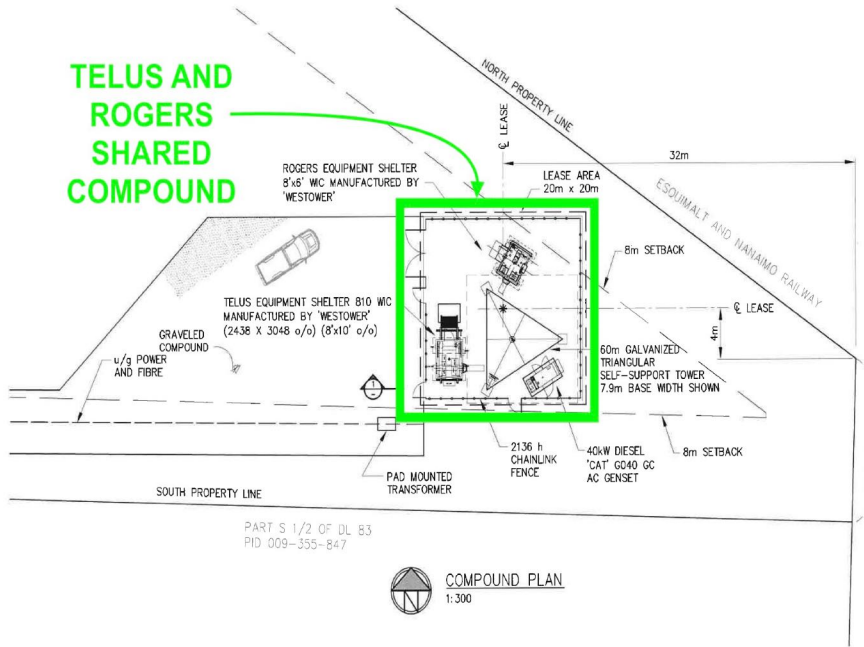 TELUS AND
ROGERS
SHARED
COMPOUND
NORTH PROPERTY LINE
℄ LEASE
32m
ROGERS EQUIPMENT SHELTER
8'x6' WIC MANUFACTURED BY
'WESTOWER'
LEASE AREA
20m x 20m
ESQUIMALT AND NANAIMO RAILWAY
8m SETBACK
TELUS EQUIPMENT SHELTER 810 WIC
MANUFACTURED BY 'WESTOWER'
(2438 X 3048 o/o) (8'x10' o/o)
℄ LEASE
4m
GRAVELED
COMPOUND
u/g POWER
AND FIBRE
60m GALVANIZED
TRIANGULAR
SELF-SUPPORT TOWER
7.9m BASE WIDTH SHOWN
1
2136 h
CHAINLINK
FENCE
40kW DIESEL
'CAT' G040 GC
AC GENSET
8m SETBACK
PAD MOUNTED
TRANSFORMER
SOUTH PROPERTY LINE
PART S 1/2 OF DL 83
PID 009-355-847
N
COMPOUND PLAN
1:300